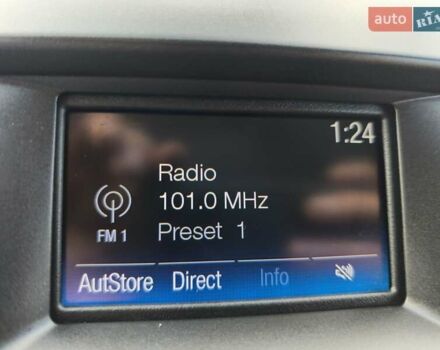 auto RIA
1:24
Radio
101.0 MHz
FM 1
Preset 1
AutStore Direct Info